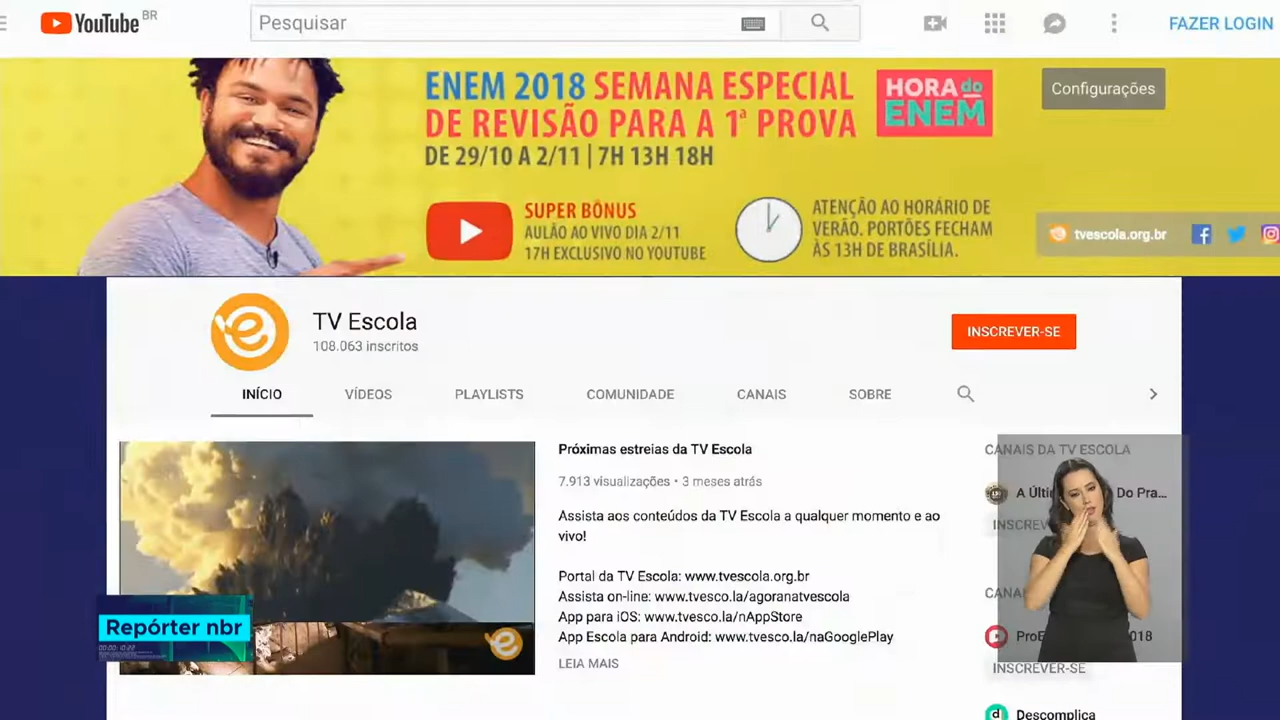 YouTube BR
Pesquisar
FAZER LOGIN
ENEM 2018 SEMANA ESPECIAL
DE REVISÃO PARA A 1ª PROVA
DE 29/10 A 2/11 | 7H 13H 18H
HORA do
ENEM
Configurações
SUPER BÔNUS
AULÃO AO VIVO DIA 2/11
17H EXCLUSIVO NO YOUTUBE
ATENÇÃO AO HORÁRIO DE
VERÃO. PORTÕES FECHAM
ÀS 13H DE BRASÍLIA.
tvescola.org.br
TV Escola
108.063 inscritos
INSCREVER-SE
INÍCIO
VÍDEOS
PLAYLISTS
COMUNIDADE
CANAIS
SOBRE
Próximas estreias da TV Escola
7.913 visualizações • 3 meses atrás
Assista aos conteúdos da TV Escola a qualquer momento e ao
vivo!
Portal da TV Escola: www.tvescola.org.br
Assista on-line: www.tvesco.la/agoranatvescola
App para iOS: www.tvesco.la/nAppStore
App Escola para Android: www.tvesco.la/naGooglePlay
LEIA MAIS
CANAIS DA TV ESCOLA
A Do Pra...
2018
INSCREVER-SE
Descomplica
Repórter nbr